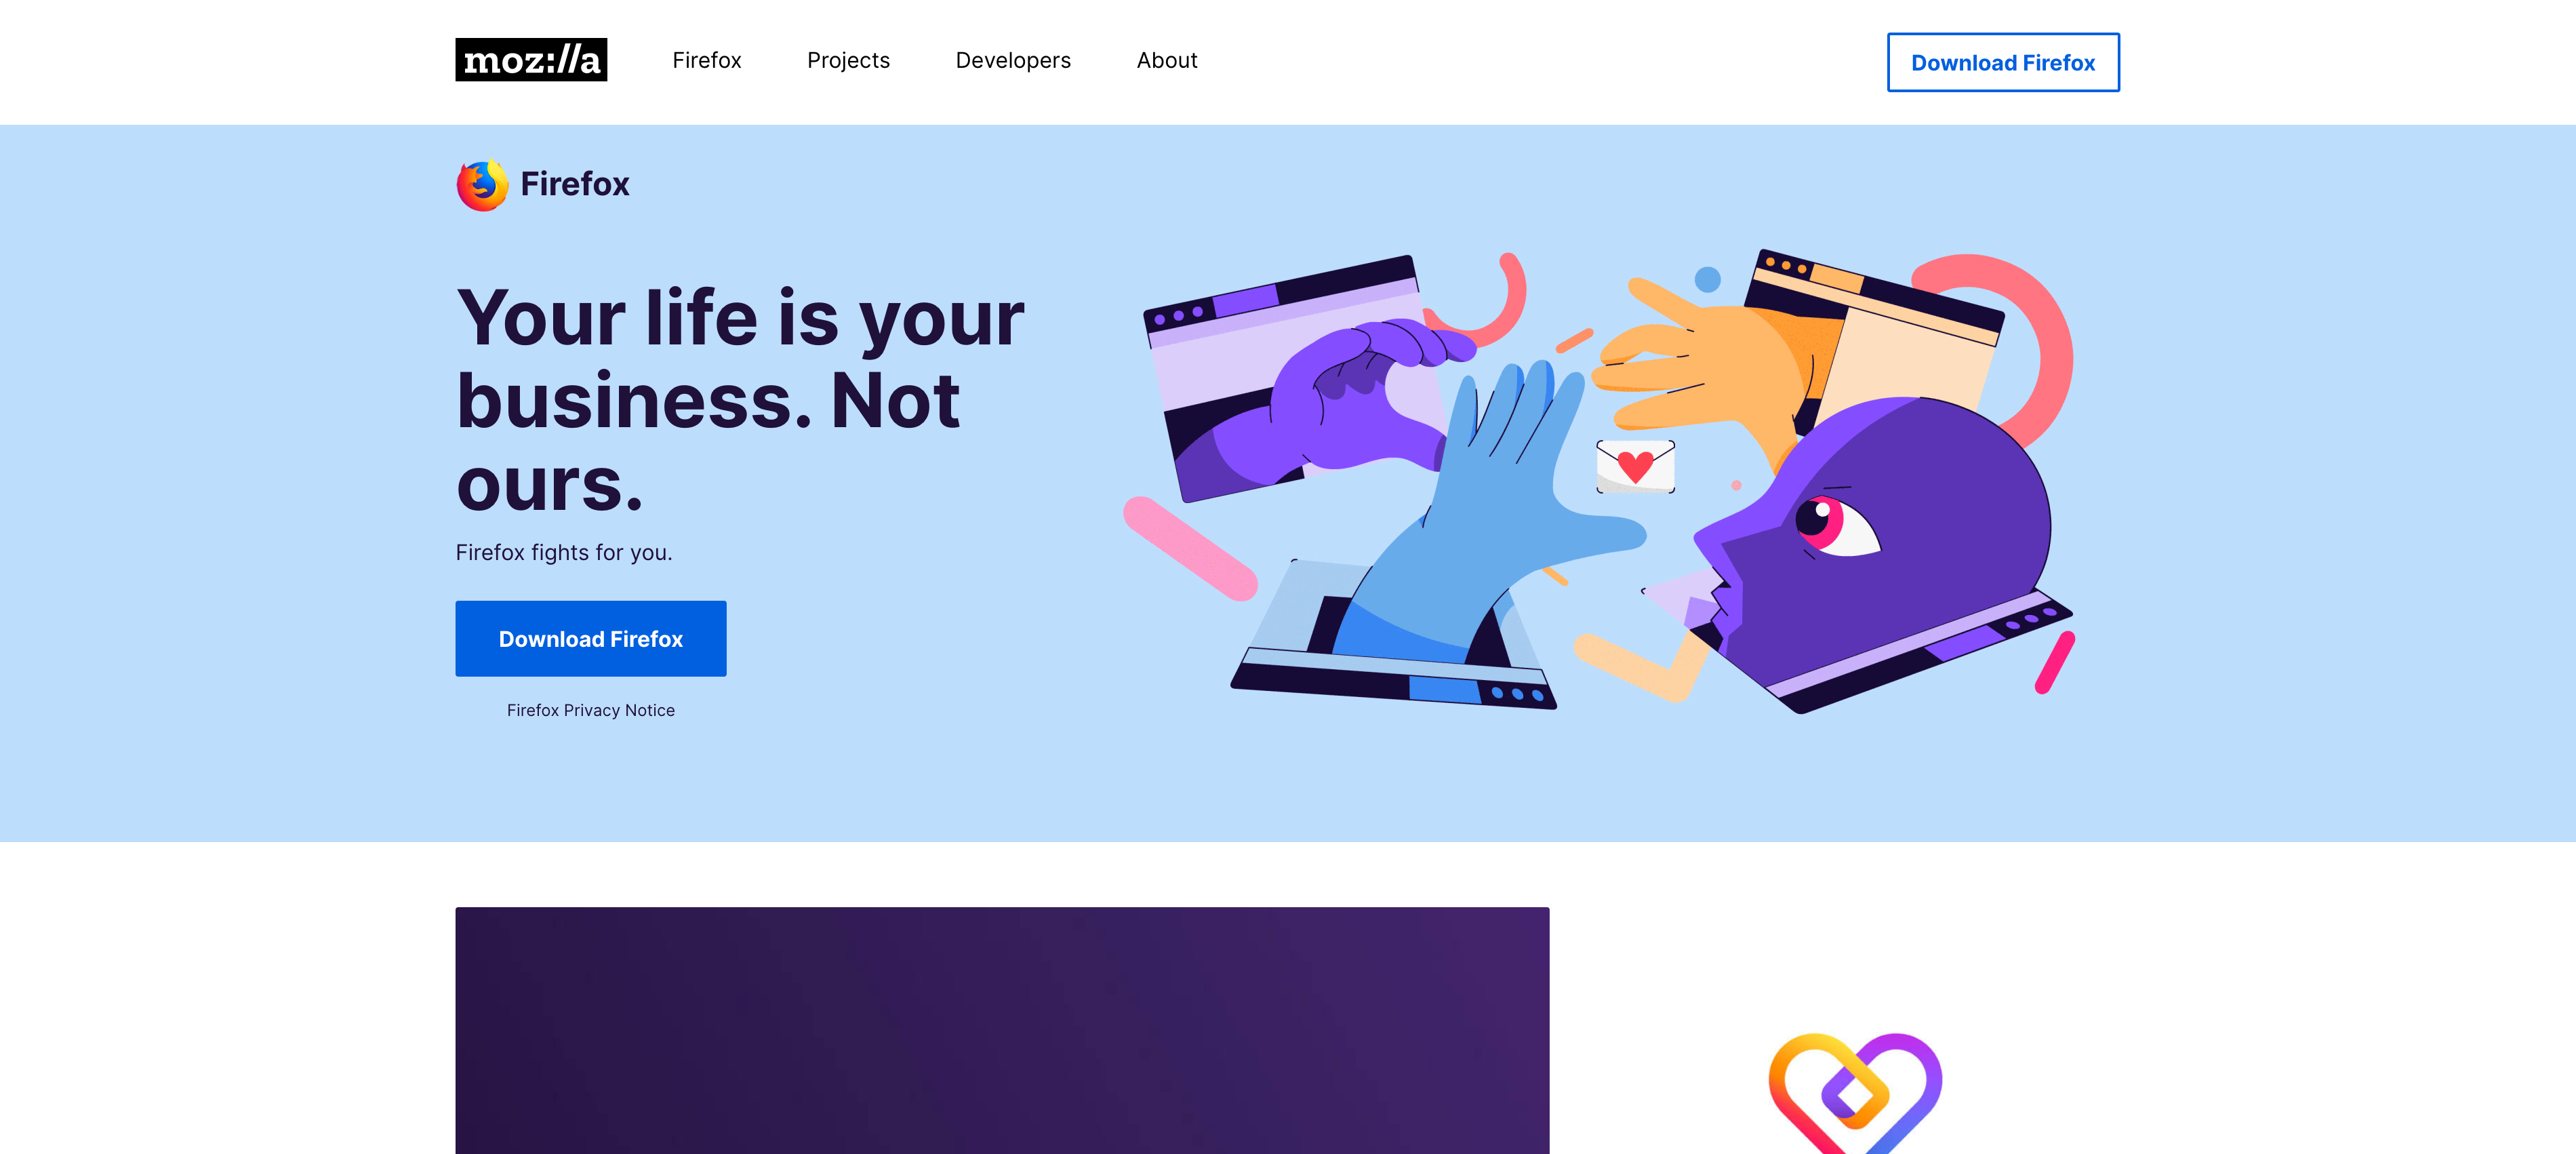 moz://a
Firefox
Projects
Developers
About
Download Firefox
Firefox
Your life is your
business. Not
ours.
Firefox fights for you.
Download Firefox
Firefox Privacy Notice